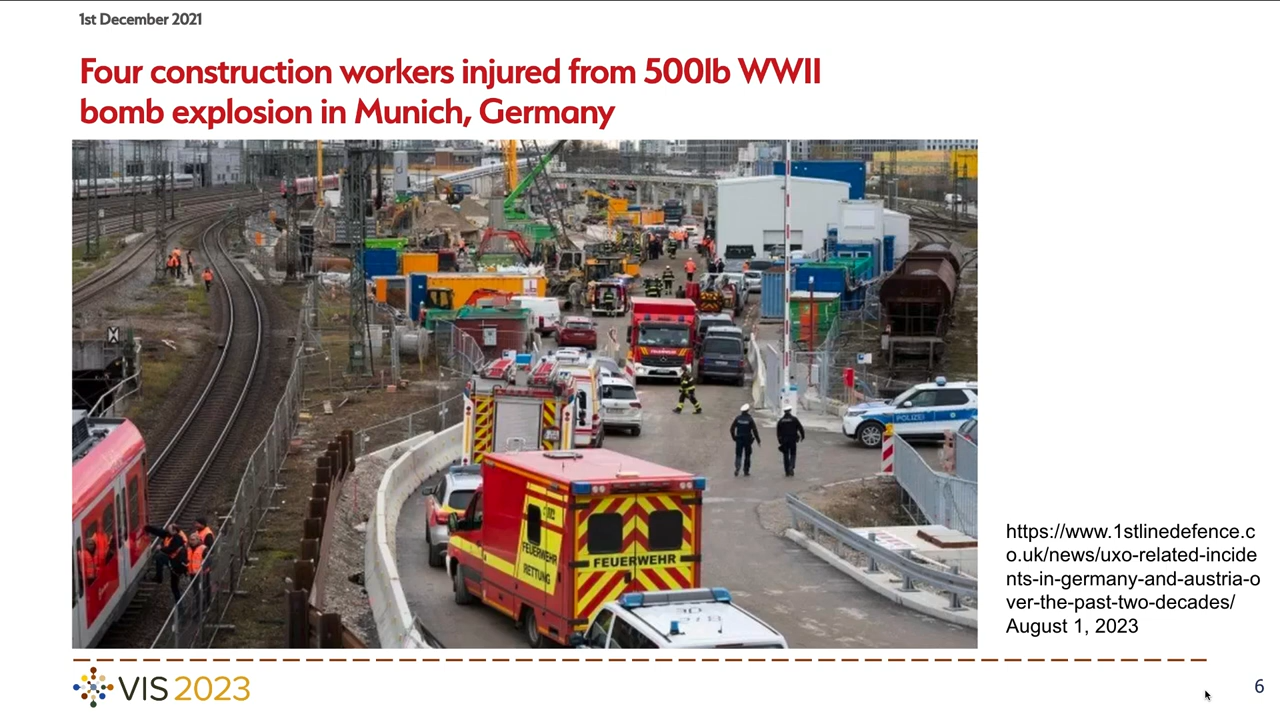 1st December 2021
Four construction workers injured from 500lb WWII
bomb explosion in Munich, Germany
POLIZEI
FEUERWEHR
RETTUNG
FEUERWEHR
https://www.1stlinedefence.c
o.uk/news/uxo-related-incide
nts-in-germany-and-austria-o
ver-the-past-two-decades/
August 1, 2023
VIS 2023
6